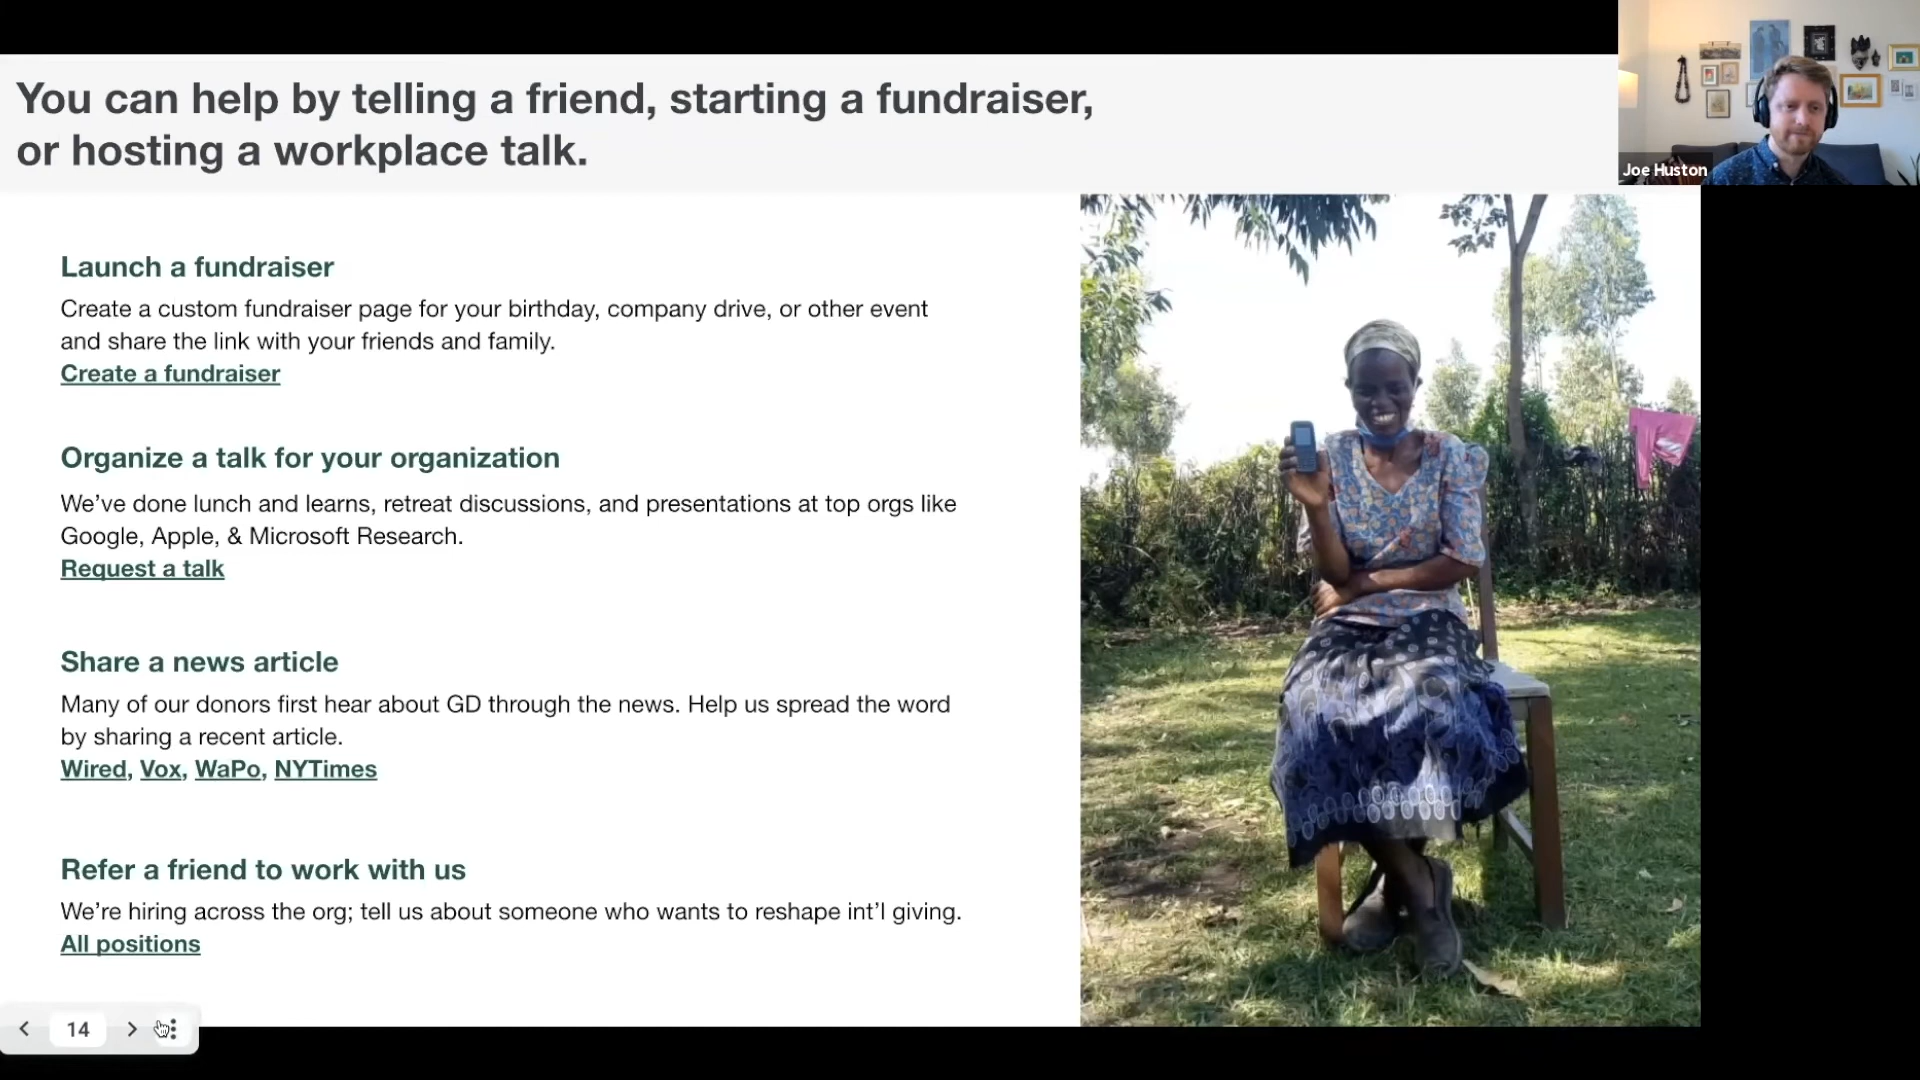 You can help by telling a friend, starting a fundraiser,
or hosting a workplace talk.
Joe Huston
Launch a fundraiser
Create a custom fundraiser page for your birthday, company drive, or other event
and share the link with your friends and family.
Create a fundraiser
Organize a talk for your organization
We’ve done lunch and learns, retreat discussions, and presentations at top orgs like
Google, Apple, & Microsoft Research.
Request a talk
Share a news article
Many of our donors first hear about GD through the news. Help us spread the word
by sharing a recent article.
Wired, Vox, WaPo, NYTimes
Refer a friend to work with us
We’re hiring across the org; tell us about someone who wants to reshape int’l giving.
All positions
14